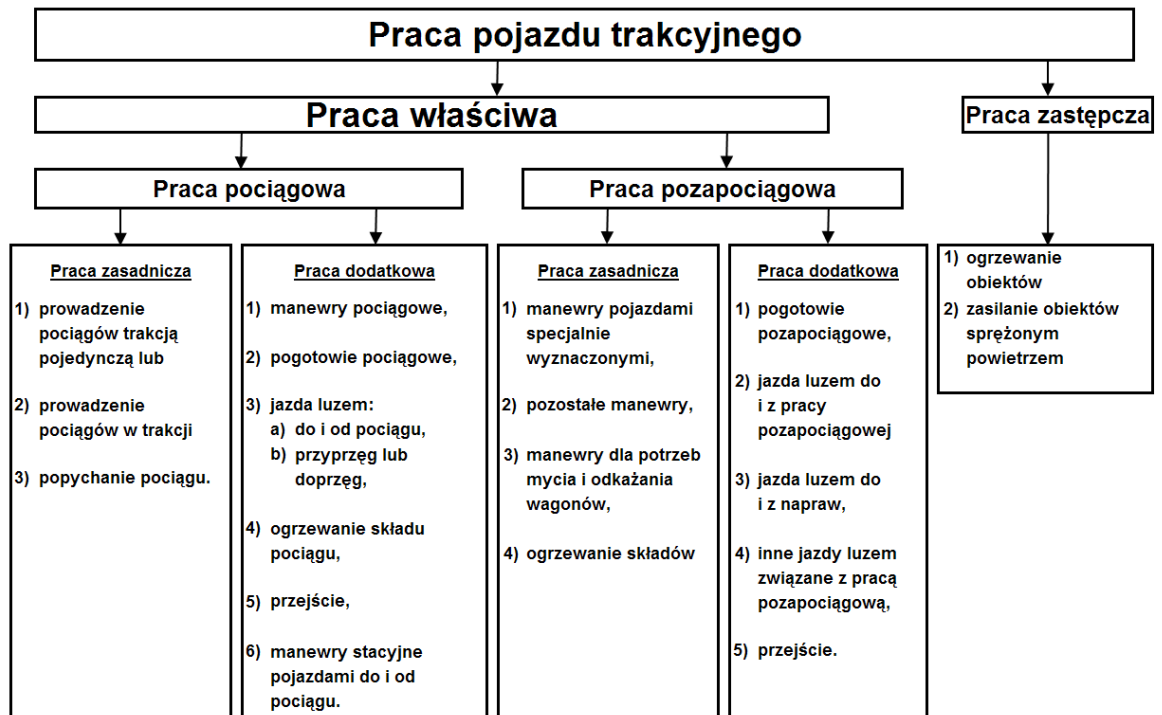 Praca pojazdu trakcyjnego
Praca właściwa
Praca zastępcza
Praca pociągowa
Praca pozapociągowa
Praca zasadnicza
1) prowadzenie
pociągów trakcją
pojedynczą lub
2) prowadzenie
pociągów w trakcji
3) popychanie pociągu.
Praca dodatkowa
1) manewry pociągowe,
2) pogotowie pociągowe,
3) jazda luzem:
a) do i od pociągu,
b) przyprzęg lub
doprzęg,
4) ogrzewanie składu
pociągu,
5) przejście,
6) manewry stacyjne
pojazdami do i od
pociągu.
Praca zasadnicza
1) manewry pojazdami
specjalnie
wyznaczonymi,
2) pozostałe manewry,
3) manewry dla potrzeb
mycia i odkażania
wagonów,
4) ogrzewanie składów
Praca dodatkowa
1) pogotowie
pozapociągowe,
2) jazda luzem do
i z pracy
pozapociągowej
3) jazda luzem do
i z napraw,
4) inne jazdy luzem
związane z pracą
pozapociągową,
5) przejście.
1) ogrzewanie
obiektów
2) zasilanie obiektów
sprężonym
powietrzem